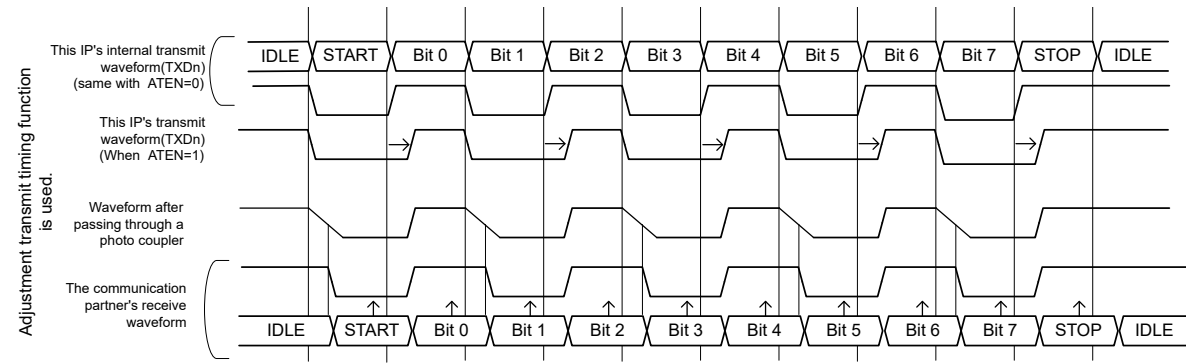 Adjustment transmit timing function
is used.
This IP's internal transmit
waveform(TXDn)
(same with ATEN=0)
IDLE START Bit 0 Bit 1 Bit 2 Bit 3 Bit 4 Bit 5 Bit 6 Bit 7 STOP IDLE
This IP's transmit
waveform(TXDn)
(When ATEN=1)
Waveform after
passing through a
photo coupler
The communication
partner's receive
waveform
IDLE START Bit 0 Bit 1 Bit 2 Bit 3 Bit 4 Bit 5 Bit 6 Bit 7 STOP IDLE